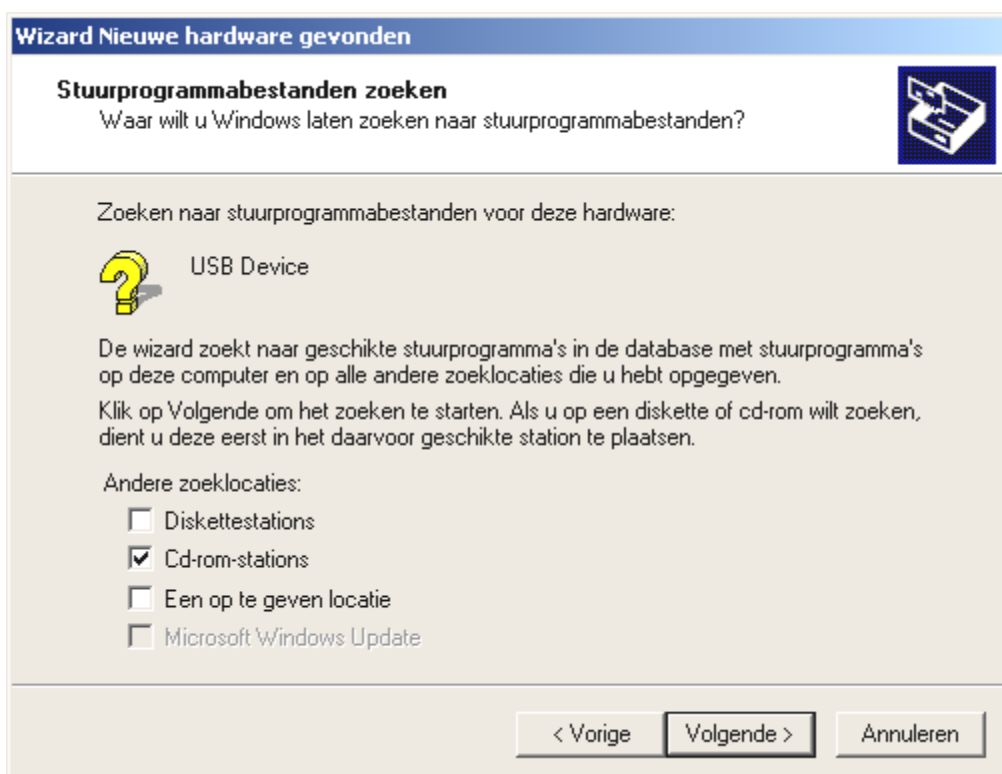 Wizard Nieuwe hardware gevonden
Stuurprogrammabestanden zoeken
Waar wilt u Windows laten zoeken naar stuurprogrammabestanden?
Zoeken naar stuurprogrammabestanden voor deze hardware:
USB Device
De wizard zoekt naar geschikte stuurprogramma's in de database met stuurprogramma's
op deze computer en op alle andere zoeklocaties die u hebt opgegeven.
Klik op Volgende om het zoeken te starten. Als u op een diskette of cd-rom wilt zoeken,
dient u deze eerst in het daarvoor geschikte station te plaatsen.
Andere zoeklocaties:
Diskettestations
Cd-rom-stations
Een op te geven locatie
Microsoft Windows Update
< Vorige
Volgende >
Annuleren